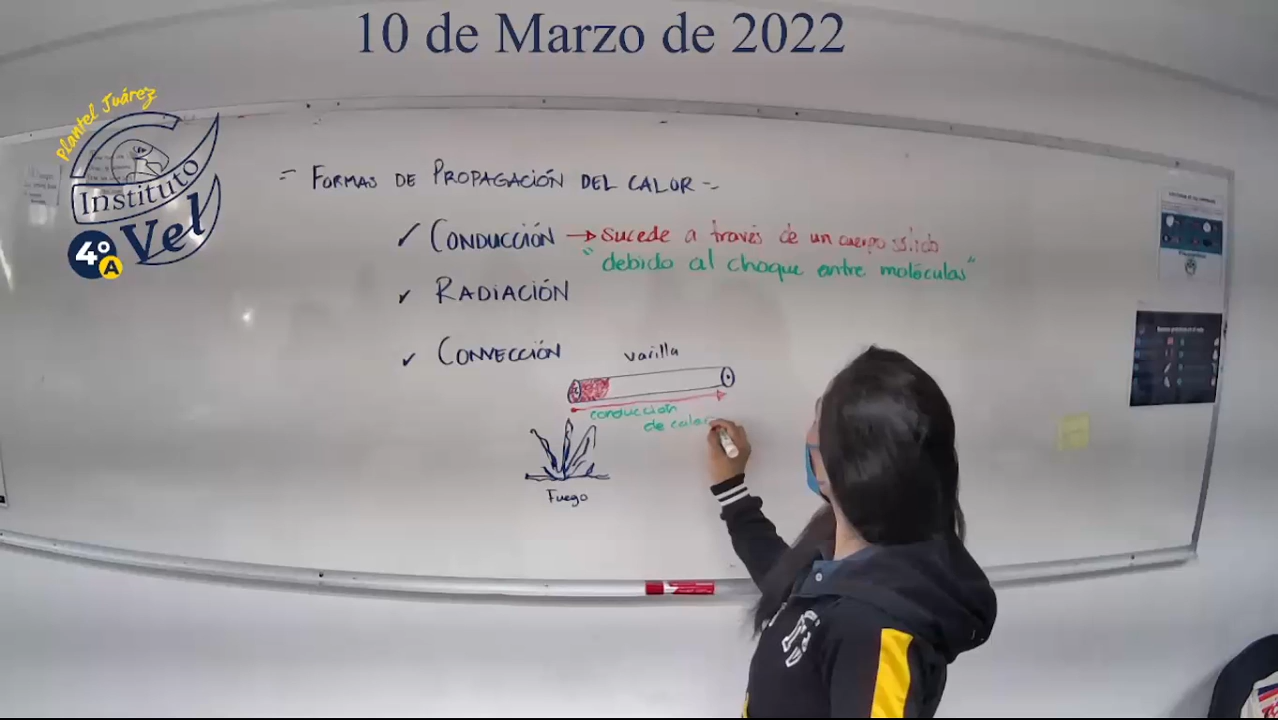 10 de Marzo de 2022
Plantel Juárez
Instituto
Vel
4º
A
= FORMAS DE PROPAGACIÓN DEL CALOR =
✓ CONDUCCIÓN → Sucede a través de un cuerpo sólido
"debido al choque entre moléculas"
✓ RADIACIÓN
✓ CONVECCIÓN
varilla
conducción
de calor
Fuego